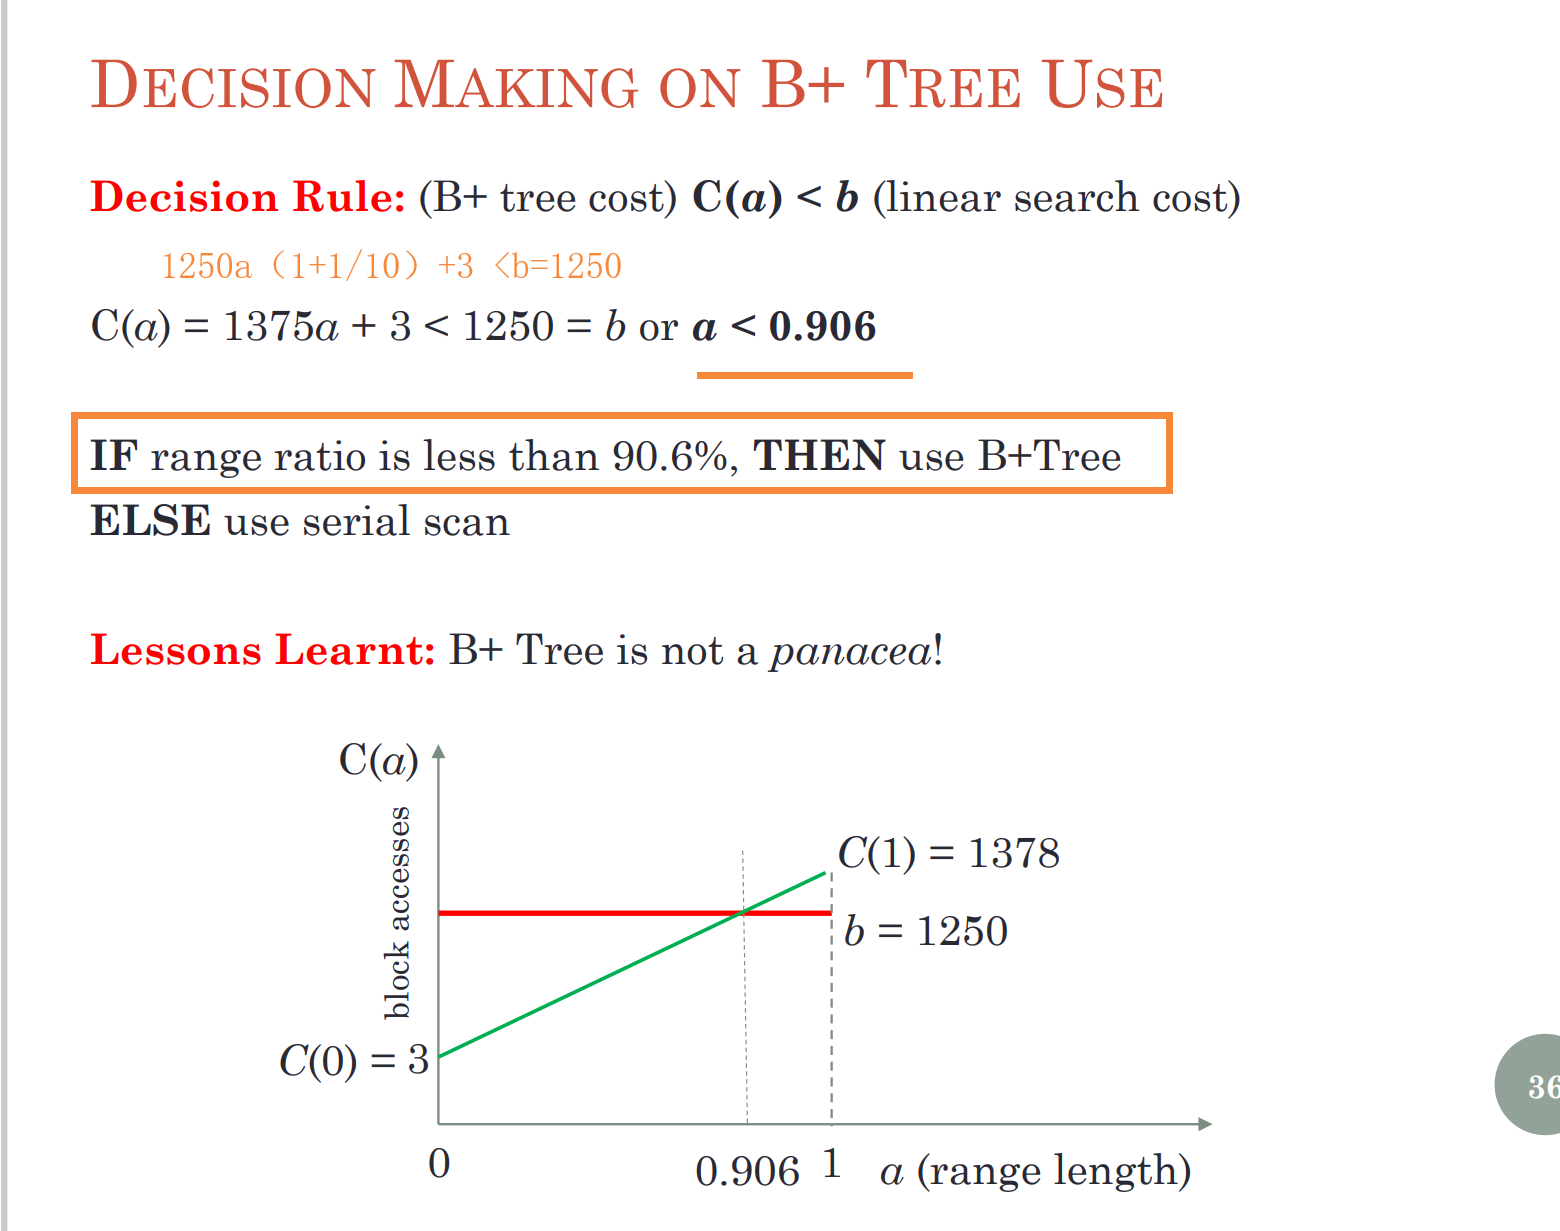 DECISION MAKING ON B+ TREE USE
Decision Rule: (B+ tree cost) C(a) < b (linear search cost)
1250a（1+1/10）+3 <b=1250
C(a) = 1375a + 3 < 1250 = b or a < 0.906
IF range ratio is less than 90.6%, THEN use B+Tree
ELSE use serial scan
Lessons Learnt: B+ Tree is not a panacea!
C(a)
block accesses
C(1) = 1378
b = 1250
C(0) = 3
36
0
0.906
1
a (range length)